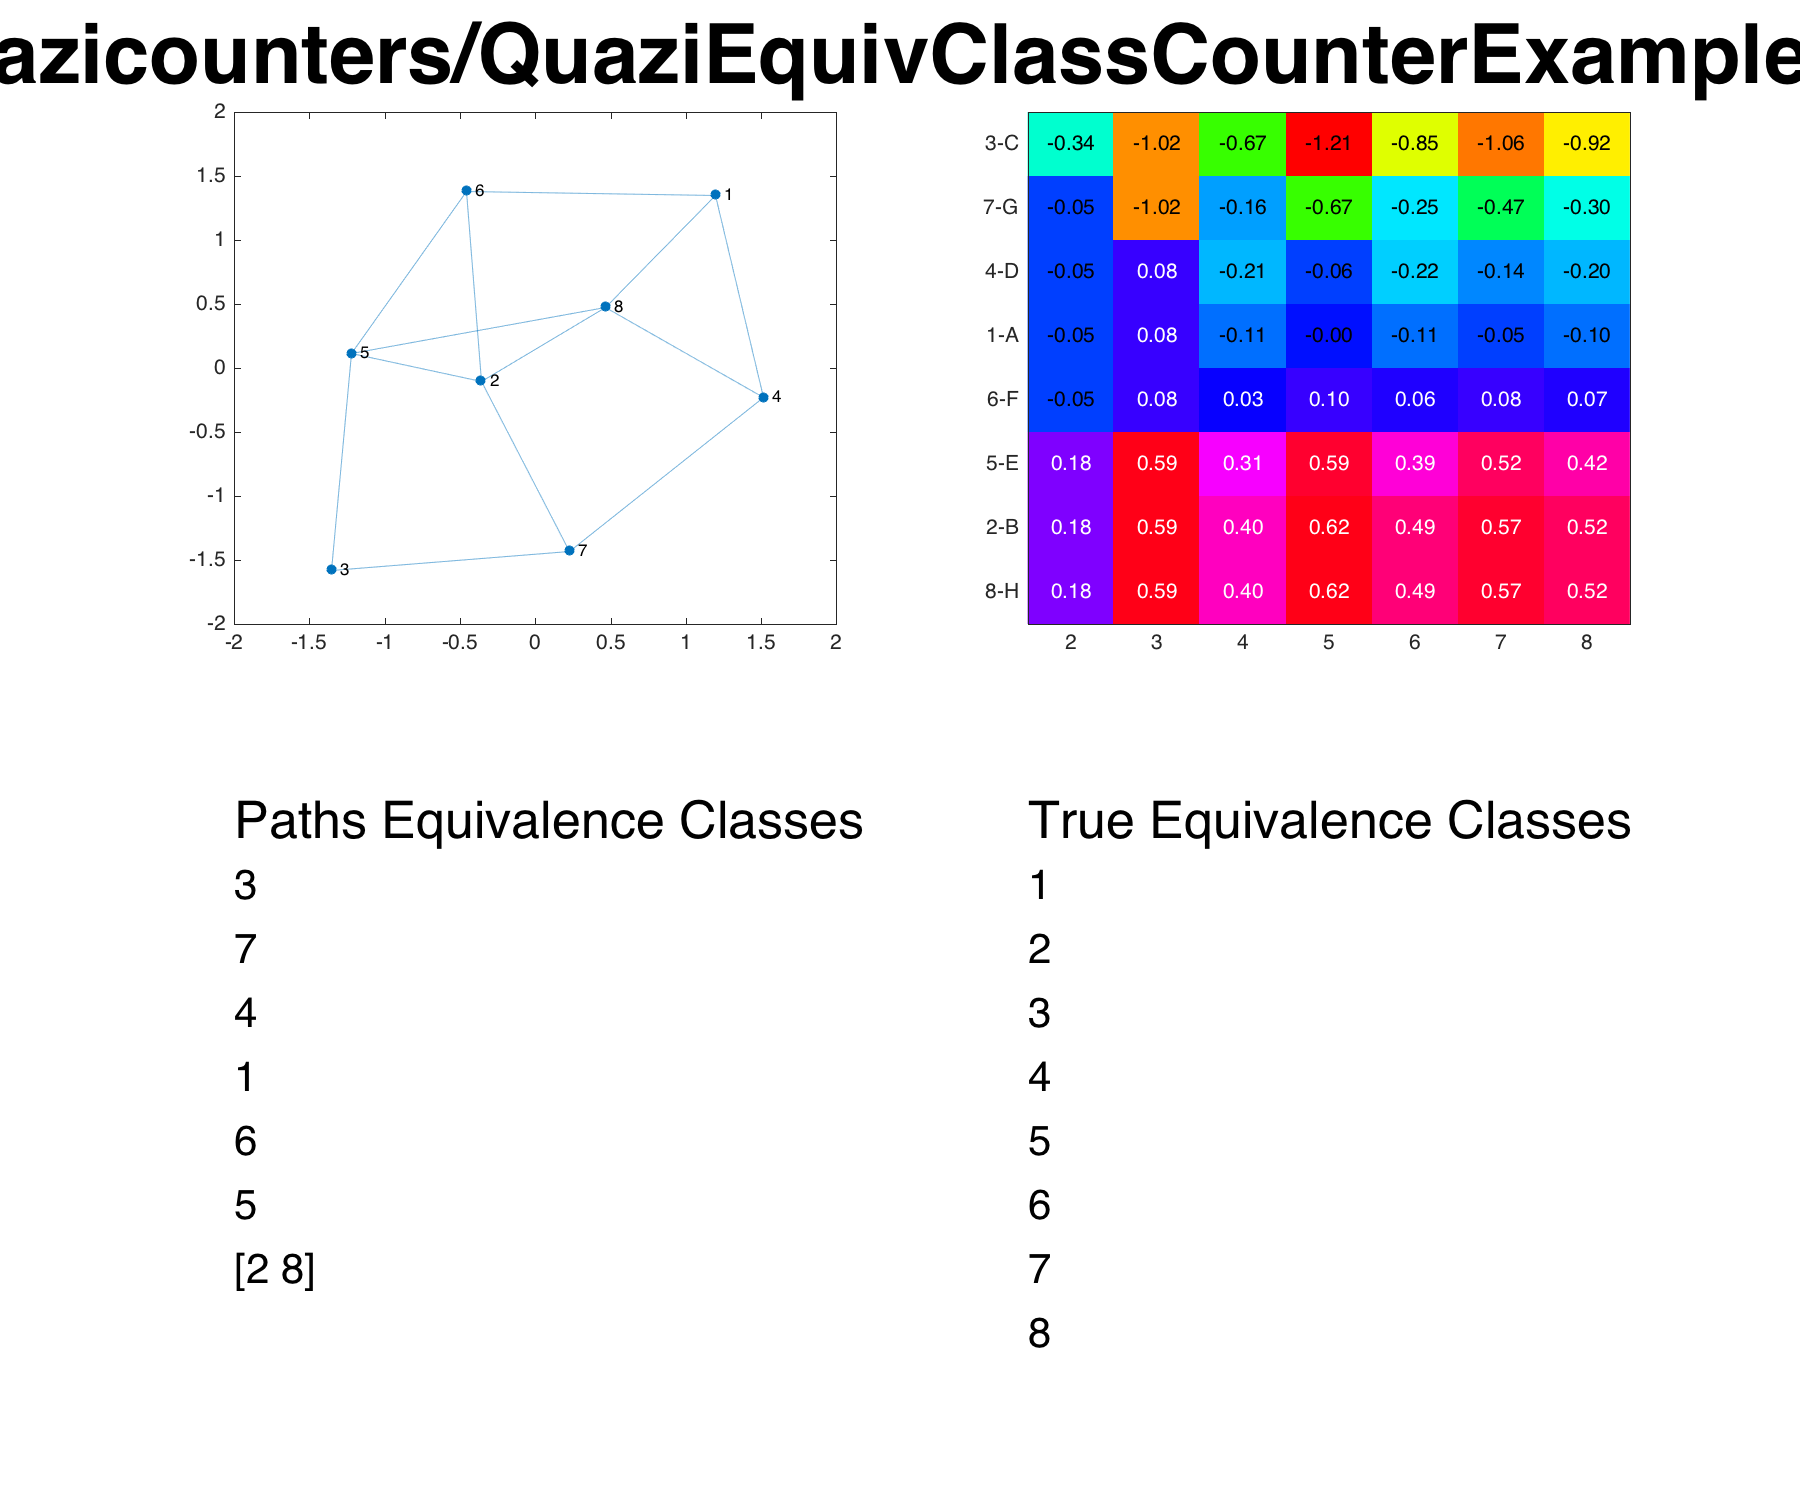 azicounters/QuaziEquivClassCounterExample
2
1.5
1
0.5
0
-0.5
-1
-1.5
-2
-2 -1.5 -1 -0.5 0 0.5 1 1.5 2
6
1
8
5
2
4
7
3
3-C -0.34 -1.02 -0.67 -1.21 -0.85 -1.06 -0.92
7-G -0.05 -1.02 -0.16 -0.67 -0.25 -0.47 -0.30
4-D -0.05 0.08 -0.21 -0.06 -0.22 -0.14 -0.20
1-A -0.05 0.08 -0.11 -0.00 -0.11 -0.05 -0.10
6-F -0.05 0.08 0.03 0.10 0.06 0.08 0.07
5-E 0.18 0.59 0.31 0.59 0.39 0.52 0.42
2-B 0.18 0.59 0.40 0.62 0.49 0.57 0.52
8-H 0.18 0.59 0.40 0.62 0.49 0.57 0.52
2 3 4 5 6 7 8
Paths Equivalence Classes
3
7
4
1
6
5
[2 8]
True Equivalence Classes
1
2
3
4
5
6
7
8